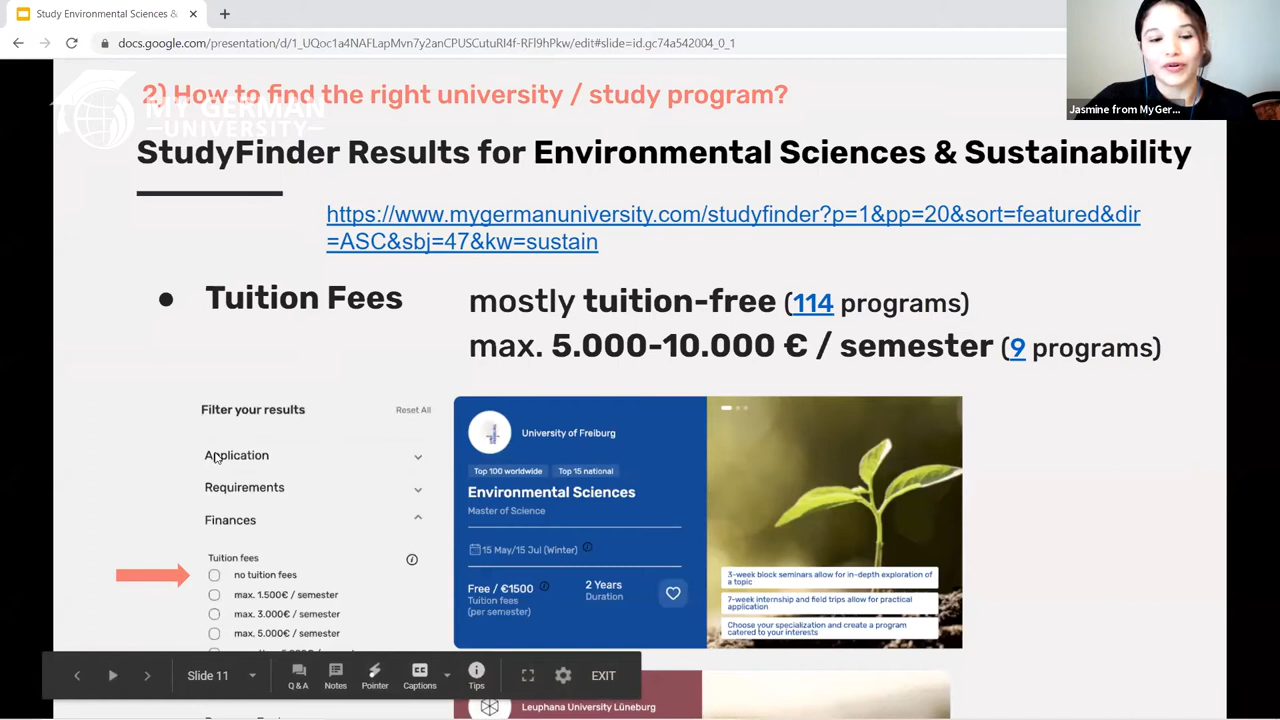 Study Environmental Sciences &
docs.google.com/presentation/d/1_UQoc1a4NAFLapMvn7y2anCPUSCutuRl4f-RFl9hPkw/edit#slide=id.gc74a542004_0_1
Jasmine from MyGer...
2) How to find the right university / study program?
MY GERMAN
UNIVERSITY
StudyFinder Results for Environmental Sciences & Sustainability
https://www.mygermanuniversity.com/studyfinder?p=1&pp=20&sort=featured&dir
=ASC&sbj=47&kw=sustain
● Tuition Fees
mostly tuition-free (114 programs)
max. 5.000-10.000 € / semester (9 programs)
Filter your results
Reset All
Application
Requirements
Finances
Tuition fees
no tuition fees
max. 1.500€ / semester
max. 3.000€ / semester
max. 5.000€ / semester
University of Freiburg
Top 100 worldwide
Top 15 national
Environmental Sciences
Master of Science
15 May/15 Jul (Winter)
Free / €1500
Tuition fees
(per semester)
2 Years
Duration
3-week block seminars allow for in-depth exploration of
a topic
7-week internship and field trips allow for practical
application
Choose your specialization and create a program
catered to your interests
Slide 11
Q & A
Notes
Pointer
Captions
Tips
EXIT
Leuphana University Lüneburg